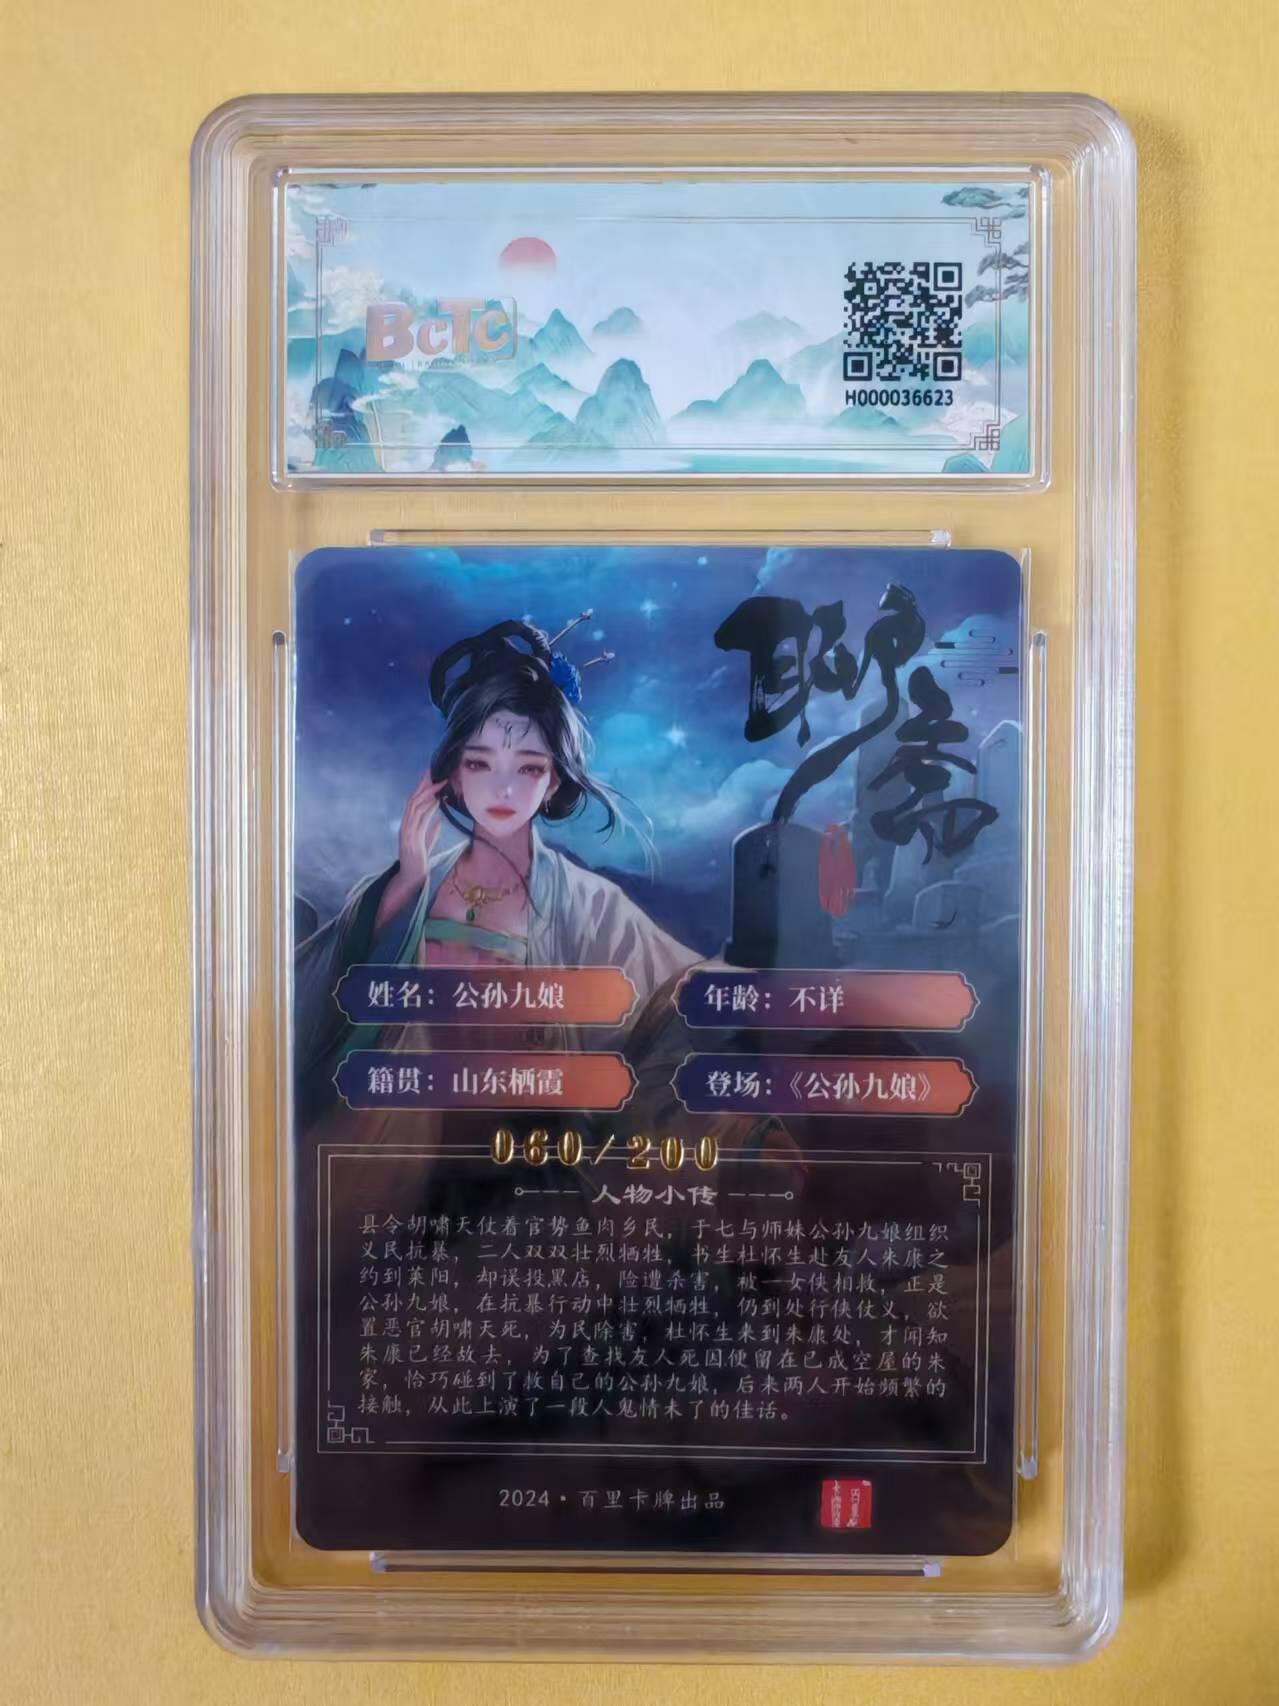 BcTc
H000036623
聊斋
姓名：公孙九娘
年龄：不详
籍贯：山东栖霞
登场：《公孙九娘》
060/200
人物小传
县令胡啸天仗着官势鱼肉乡民，于七与师妹公孙九娘组织
义民抗暴，二人双双壮烈牺牲，书生杜怀生赴友人朱康之
约到莱阳，却误投黑店，险遭杀害，被一女侠相救，正是
公孙九娘，在抗暴行动中壮烈牺牲，仍到处行侠仗义，欲
置恶官胡啸天死，为民除害，杜怀生来到朱康处，才闻知
朱康已经故去，为了查找友人死因便留在已成空屋的朱
家，恰巧碰到了救自己的公孙九娘，后来两人开始频繁的
接触，从此上演了一段人鬼情未了的佳话。
2024·百里卡牌出品